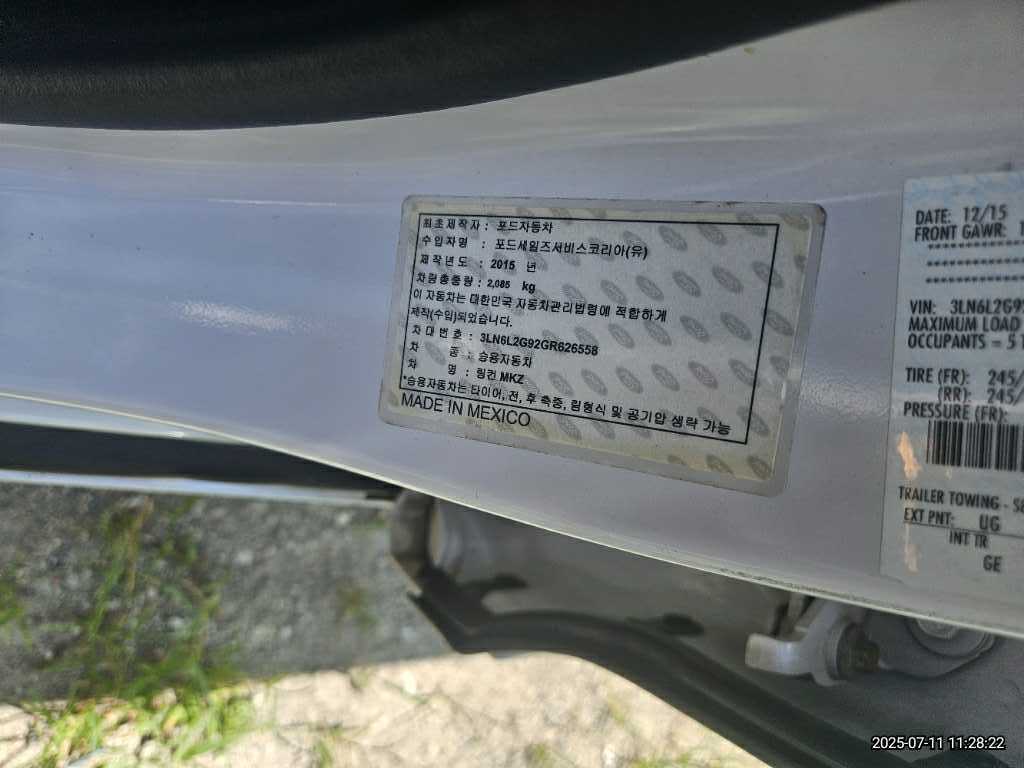 최초제작자 : 포드자동차
수입자명 : 포드세일즈서비스코리아(유)
제작년도 : 2015 년
차량총중량 : 2,085 kg
이 자동차는 대한민국 자동차관리법령에 적합하게
제작(수입)되었습니다.
차대번호 : 3LN6L2G92GR626558
차 종 : 승용자동차
차 명 : 링컨 MKZ
*승용자동차는 타이어, 전, 후 축중, 림형식 및 공기압 생략 가능
MADE IN MEXICO
DATE: 12/15
FRONT GAWR: 1
VIN: 3LN6L2G92
MAXIMUM LOAD
OCCUPANTS = 5
TIRE (FR): 245/
(RR): 245/
PRESSURE (FR):
TRAILER TOWING -
EXT PNT: UG
INT TR
GE
2025-07-11 11:28:22